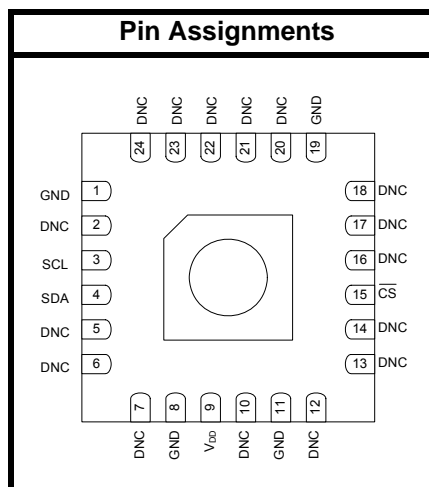 Pin Assignments
DNC DNC DNC DNC DNC GND
24 23 22 21 20 19
GND 1 18 DNC
DNC 2 17 DNC
SCL 3 16 DNC
SDA 4 15 CS
DNC 5 14 DNC
DNC 6 13 DNC
7 8 9 10 11 12
DNC GND VDD DNC GND DNC